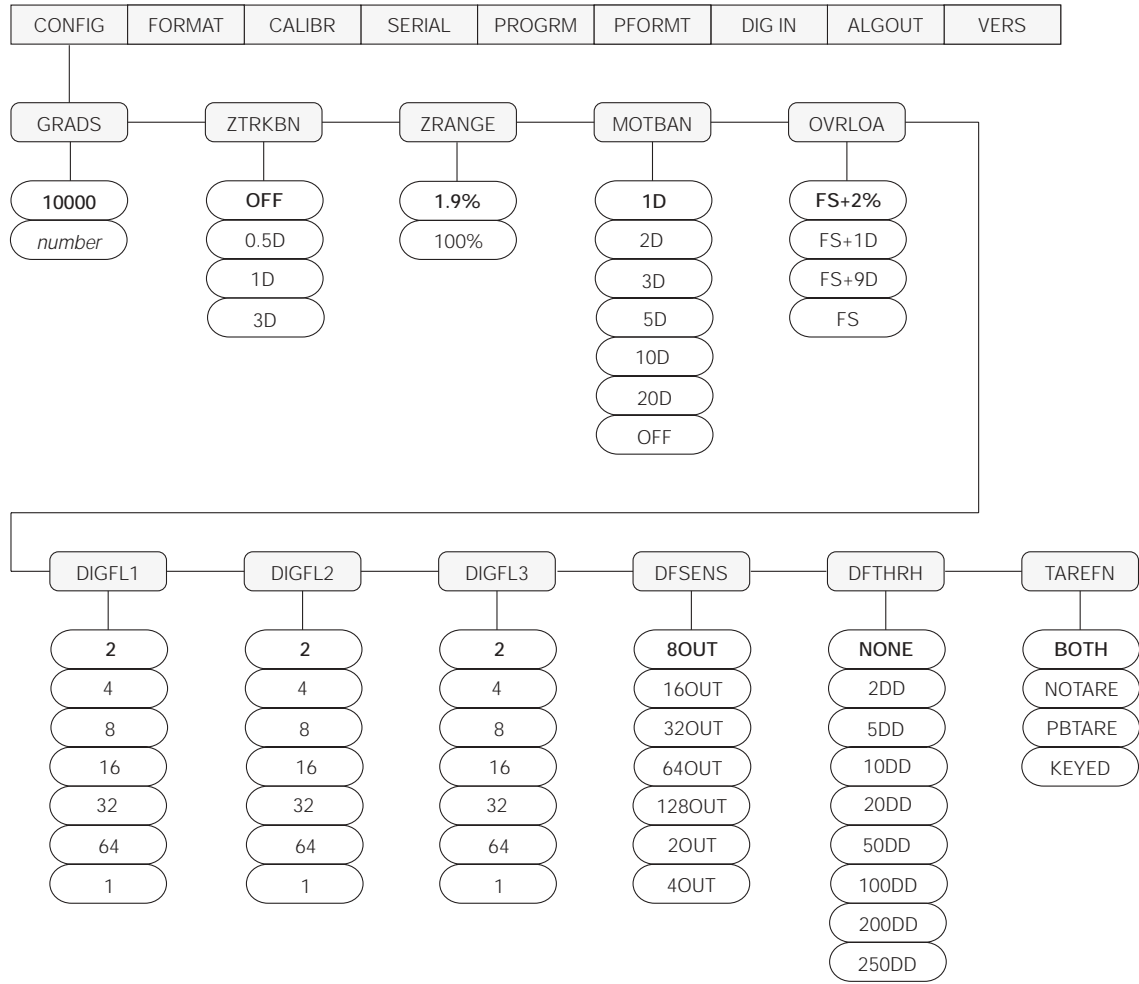 CONFIG FORMAT CALIBR SERIAL PROGRM PFORMT DIG IN ALGOUT VERS
GRADS ZTRKBN ZRANGE MOTBAN OVRLOA
10000 OFF 1.9% 1D FS+2%
number 0.5D 100% 2D FS+1D
1D 3D FS+9D
3D 5D FS
10D
20D
OFF
DIGFL1 DIGFL2 DIGFL3 DFSENS DFTHRH TAREFN
2 2 2 8OUT NONE BOTH
4 4 4 16OUT 2DD NOTARE
8 8 8 32OUT 5DD PBTARE
16 16 16 64OUT 10DD KEYED
32 32 32 128OUT 20DD
64 64 64 2OUT 50DD
1 1 1 4OUT 100DD
200DD
250DD